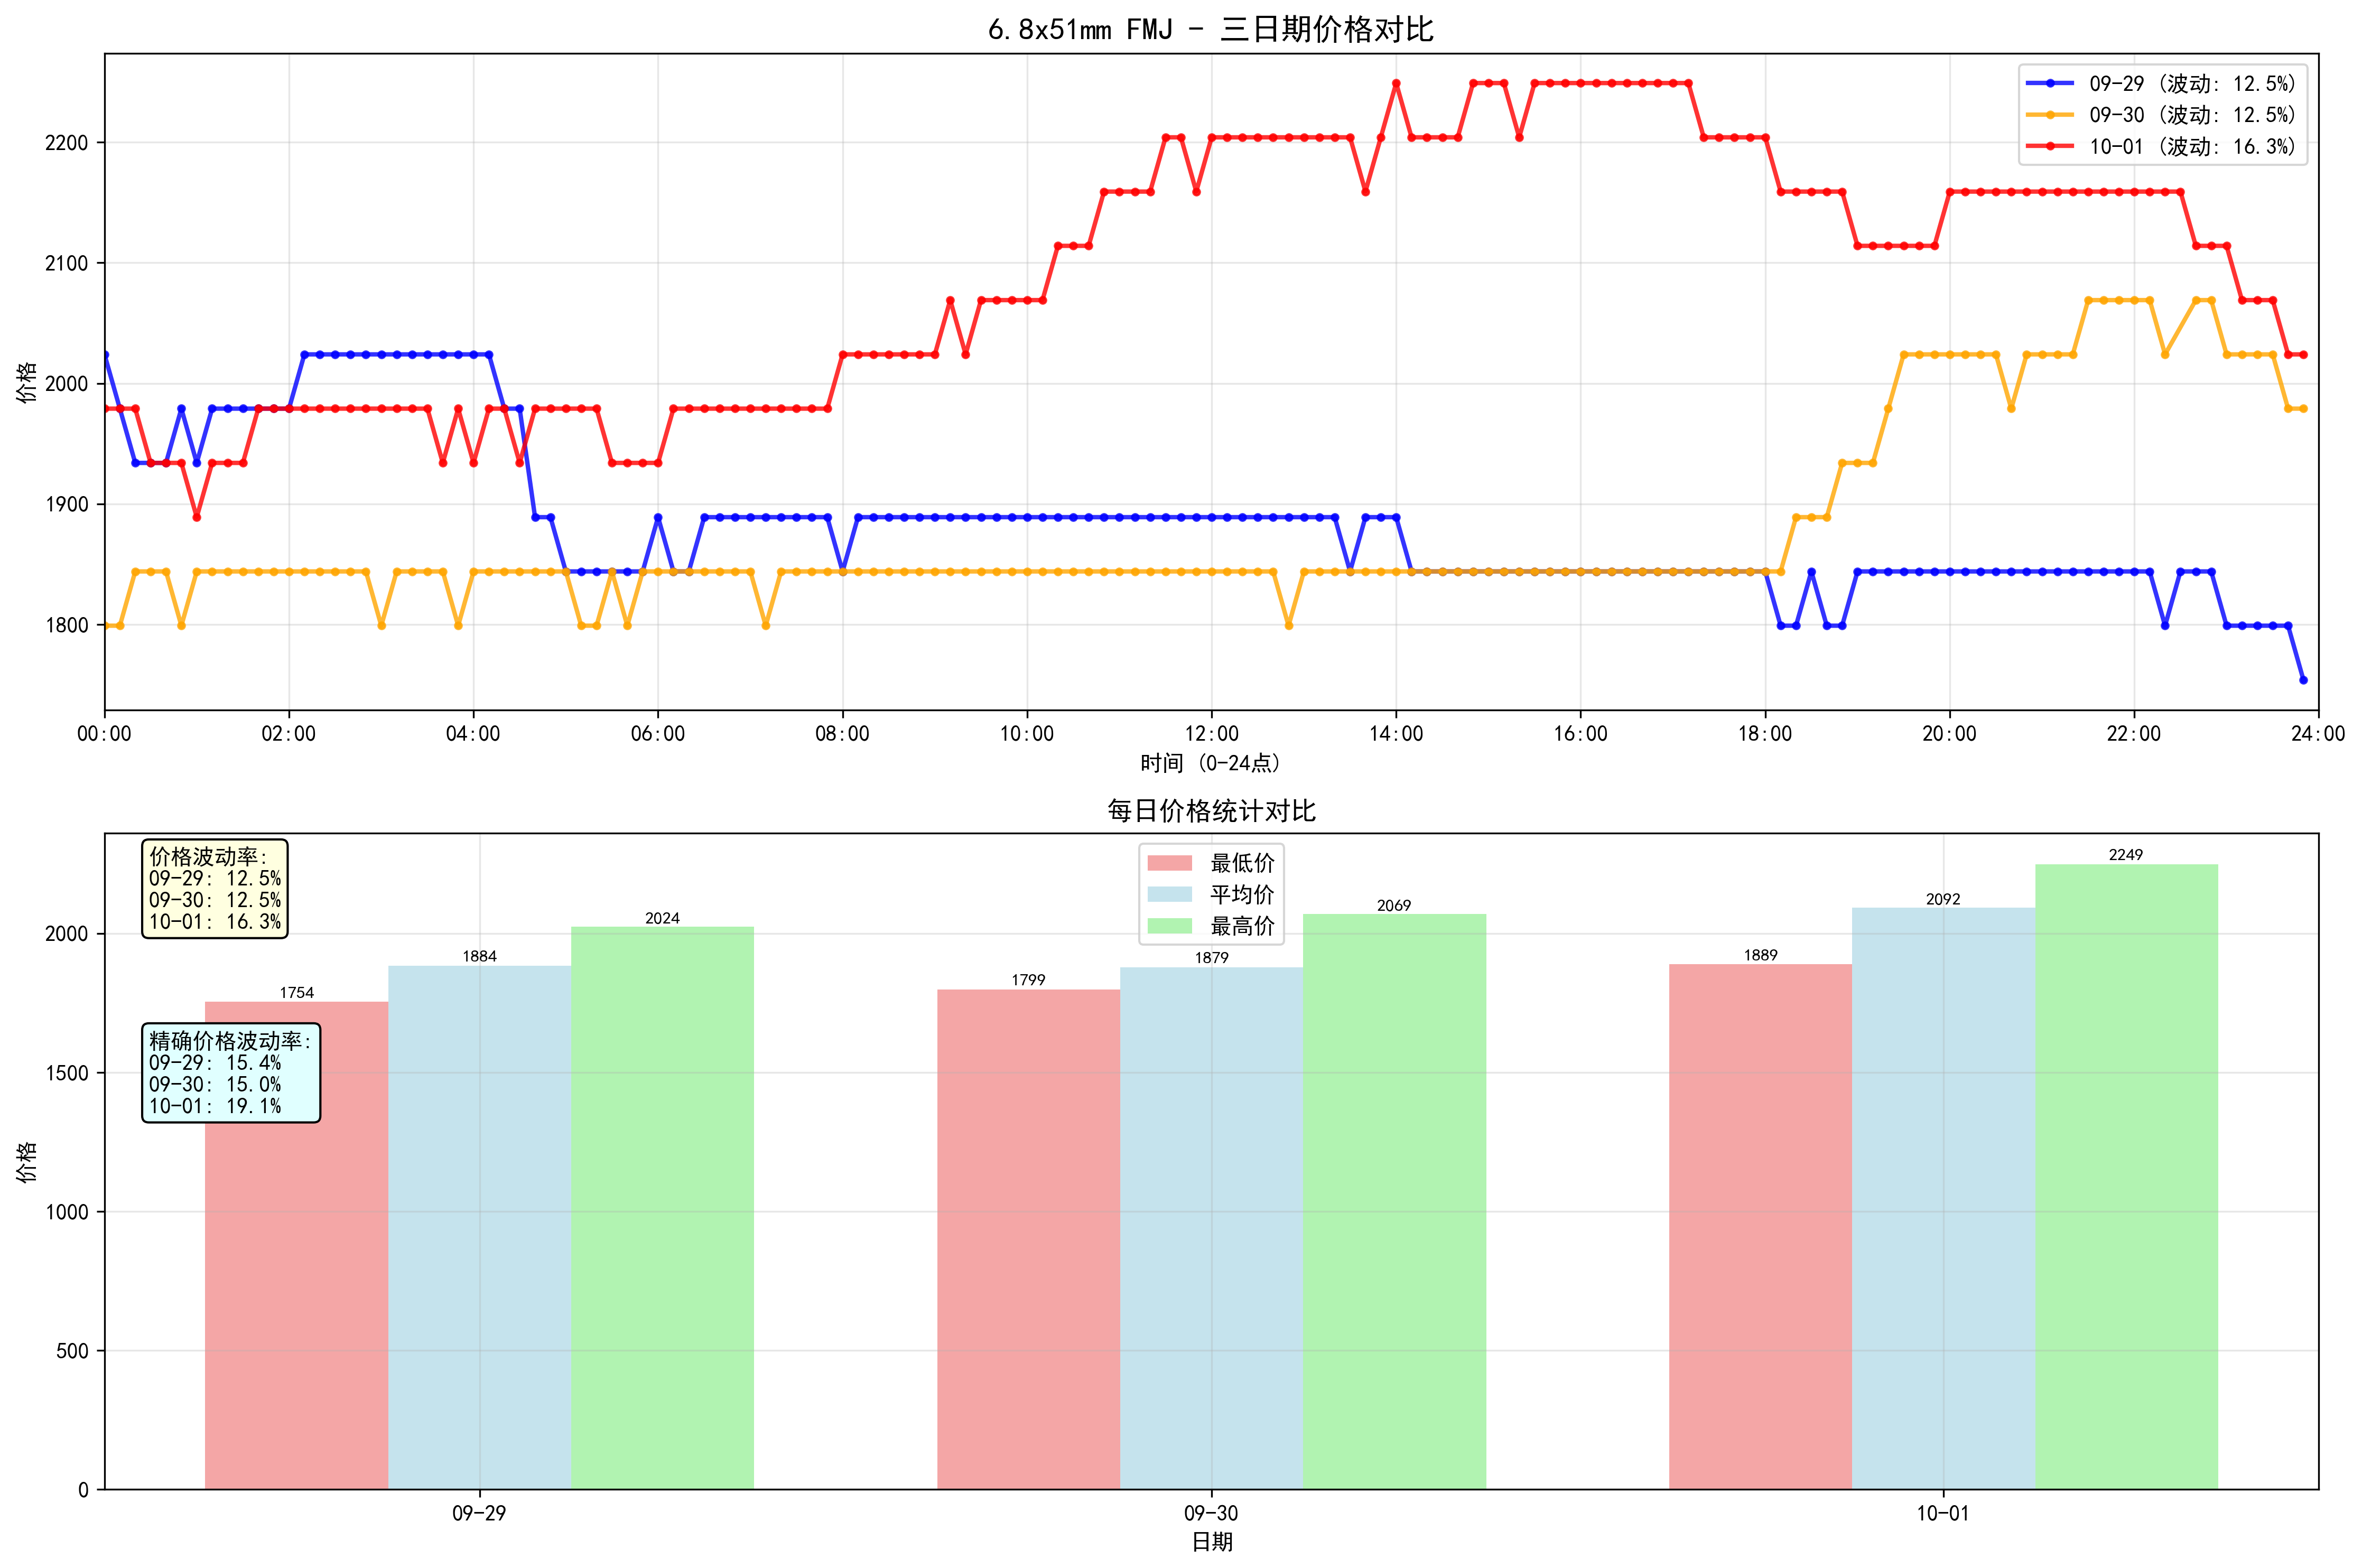 6.8x51mm FMJ - 三日期价格对比
09-29 (波动: 12.5%)
09-30 (波动: 12.5%)
10-01 (波动: 16.3%)
价格
2200
2100
2000
1900
1800
00:00 02:00 04:00 06:00 08:00 10:00 12:00 14:00 16:00 18:00 20:00 22:00 24:00
时间 (0-24点)
每日价格统计对比
价格波动率:
09-29: 12.5%
09-30: 12.5%
10-01: 16.3%
精确价格波动率:
09-29: 15.4%
09-30: 15.0%
10-01: 19.1%
最低价
平均价
最高价
1754
1884
2024
1799
1879
2069
1889
2092
2249
价格
2000
1500
1000
500
0
09-29 09-30 10-01
日期